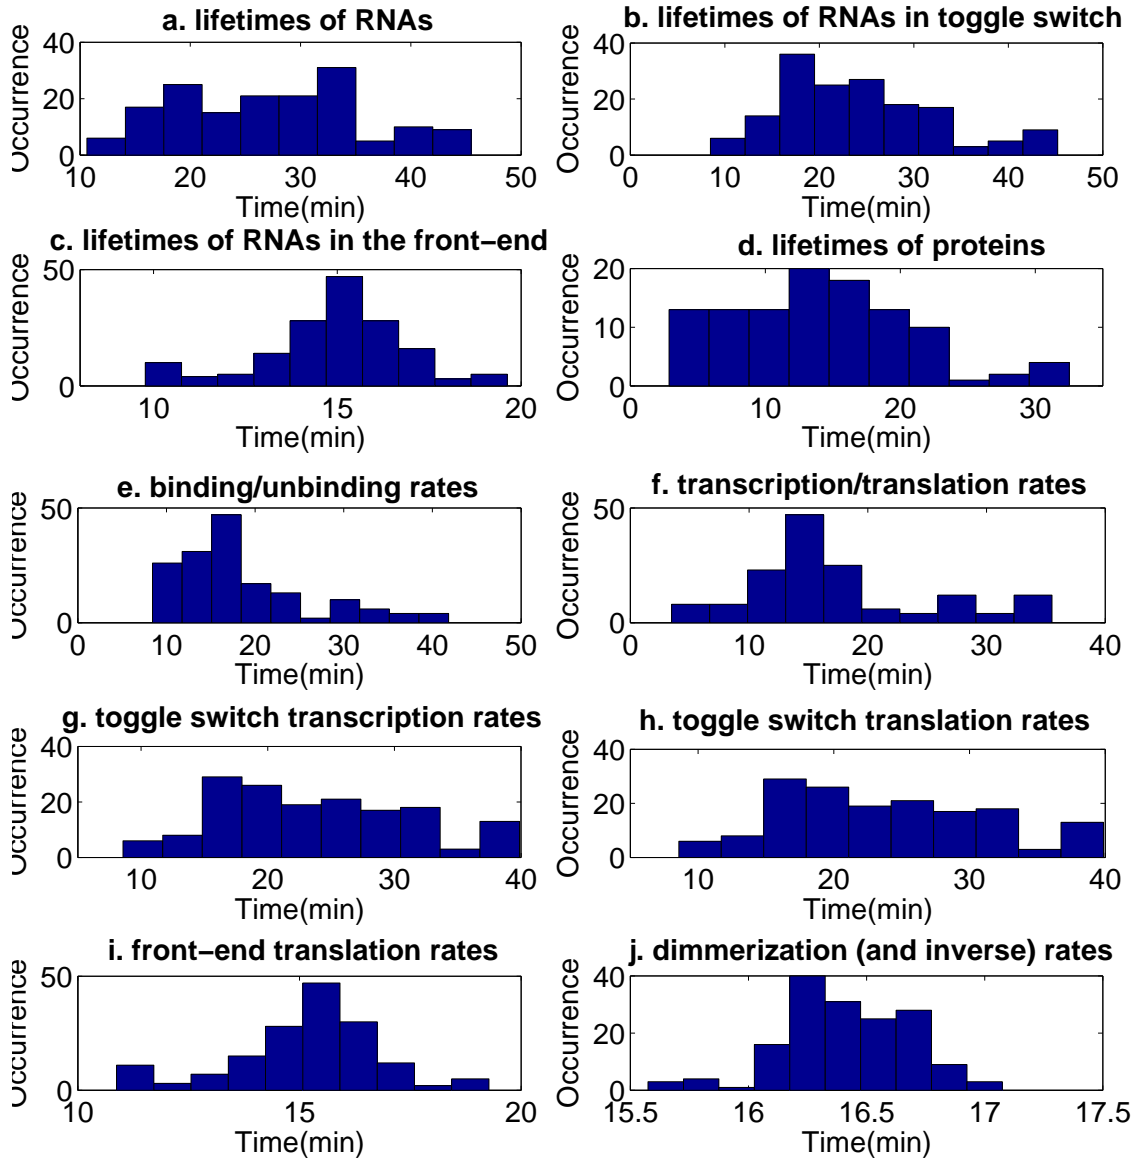 a. lifetimes of RNAs
b. lifetimes of RNAs in toggle switch
Occurrence
40
20
0
10 20 30 40 50
Time(min)
Occurrence
40
20
0
0 10 20 30 40 50
Time(min)
c. lifetimes of RNAs in the front-end
d. lifetimes of proteins
Occurrence
50
0
10 15 20
Time(min)
Occurrence
20
10
0
0 10 20 30
Time(min)
e. binding/unbinding rates
f. transcription/translation rates
Occurrence
50
0
0 10 20 30 40 50
Time(min)
Occurrence
50
0
10 20 30 40
Time(min)
g. toggle switch transcription rates
h. toggle switch translation rates
Occurrence
40
20
0
10 20 30 40
Time(min)
Occurrence
40
20
0
10 20 30 40
Time(min)
i. front-end translation rates
j. dimmerization (and inverse) rates
Occurrence
50
0
10 15 20
Time(min)
Occurrence
40
20
0
15.5 16 16.5 17 17.5
Time(min)